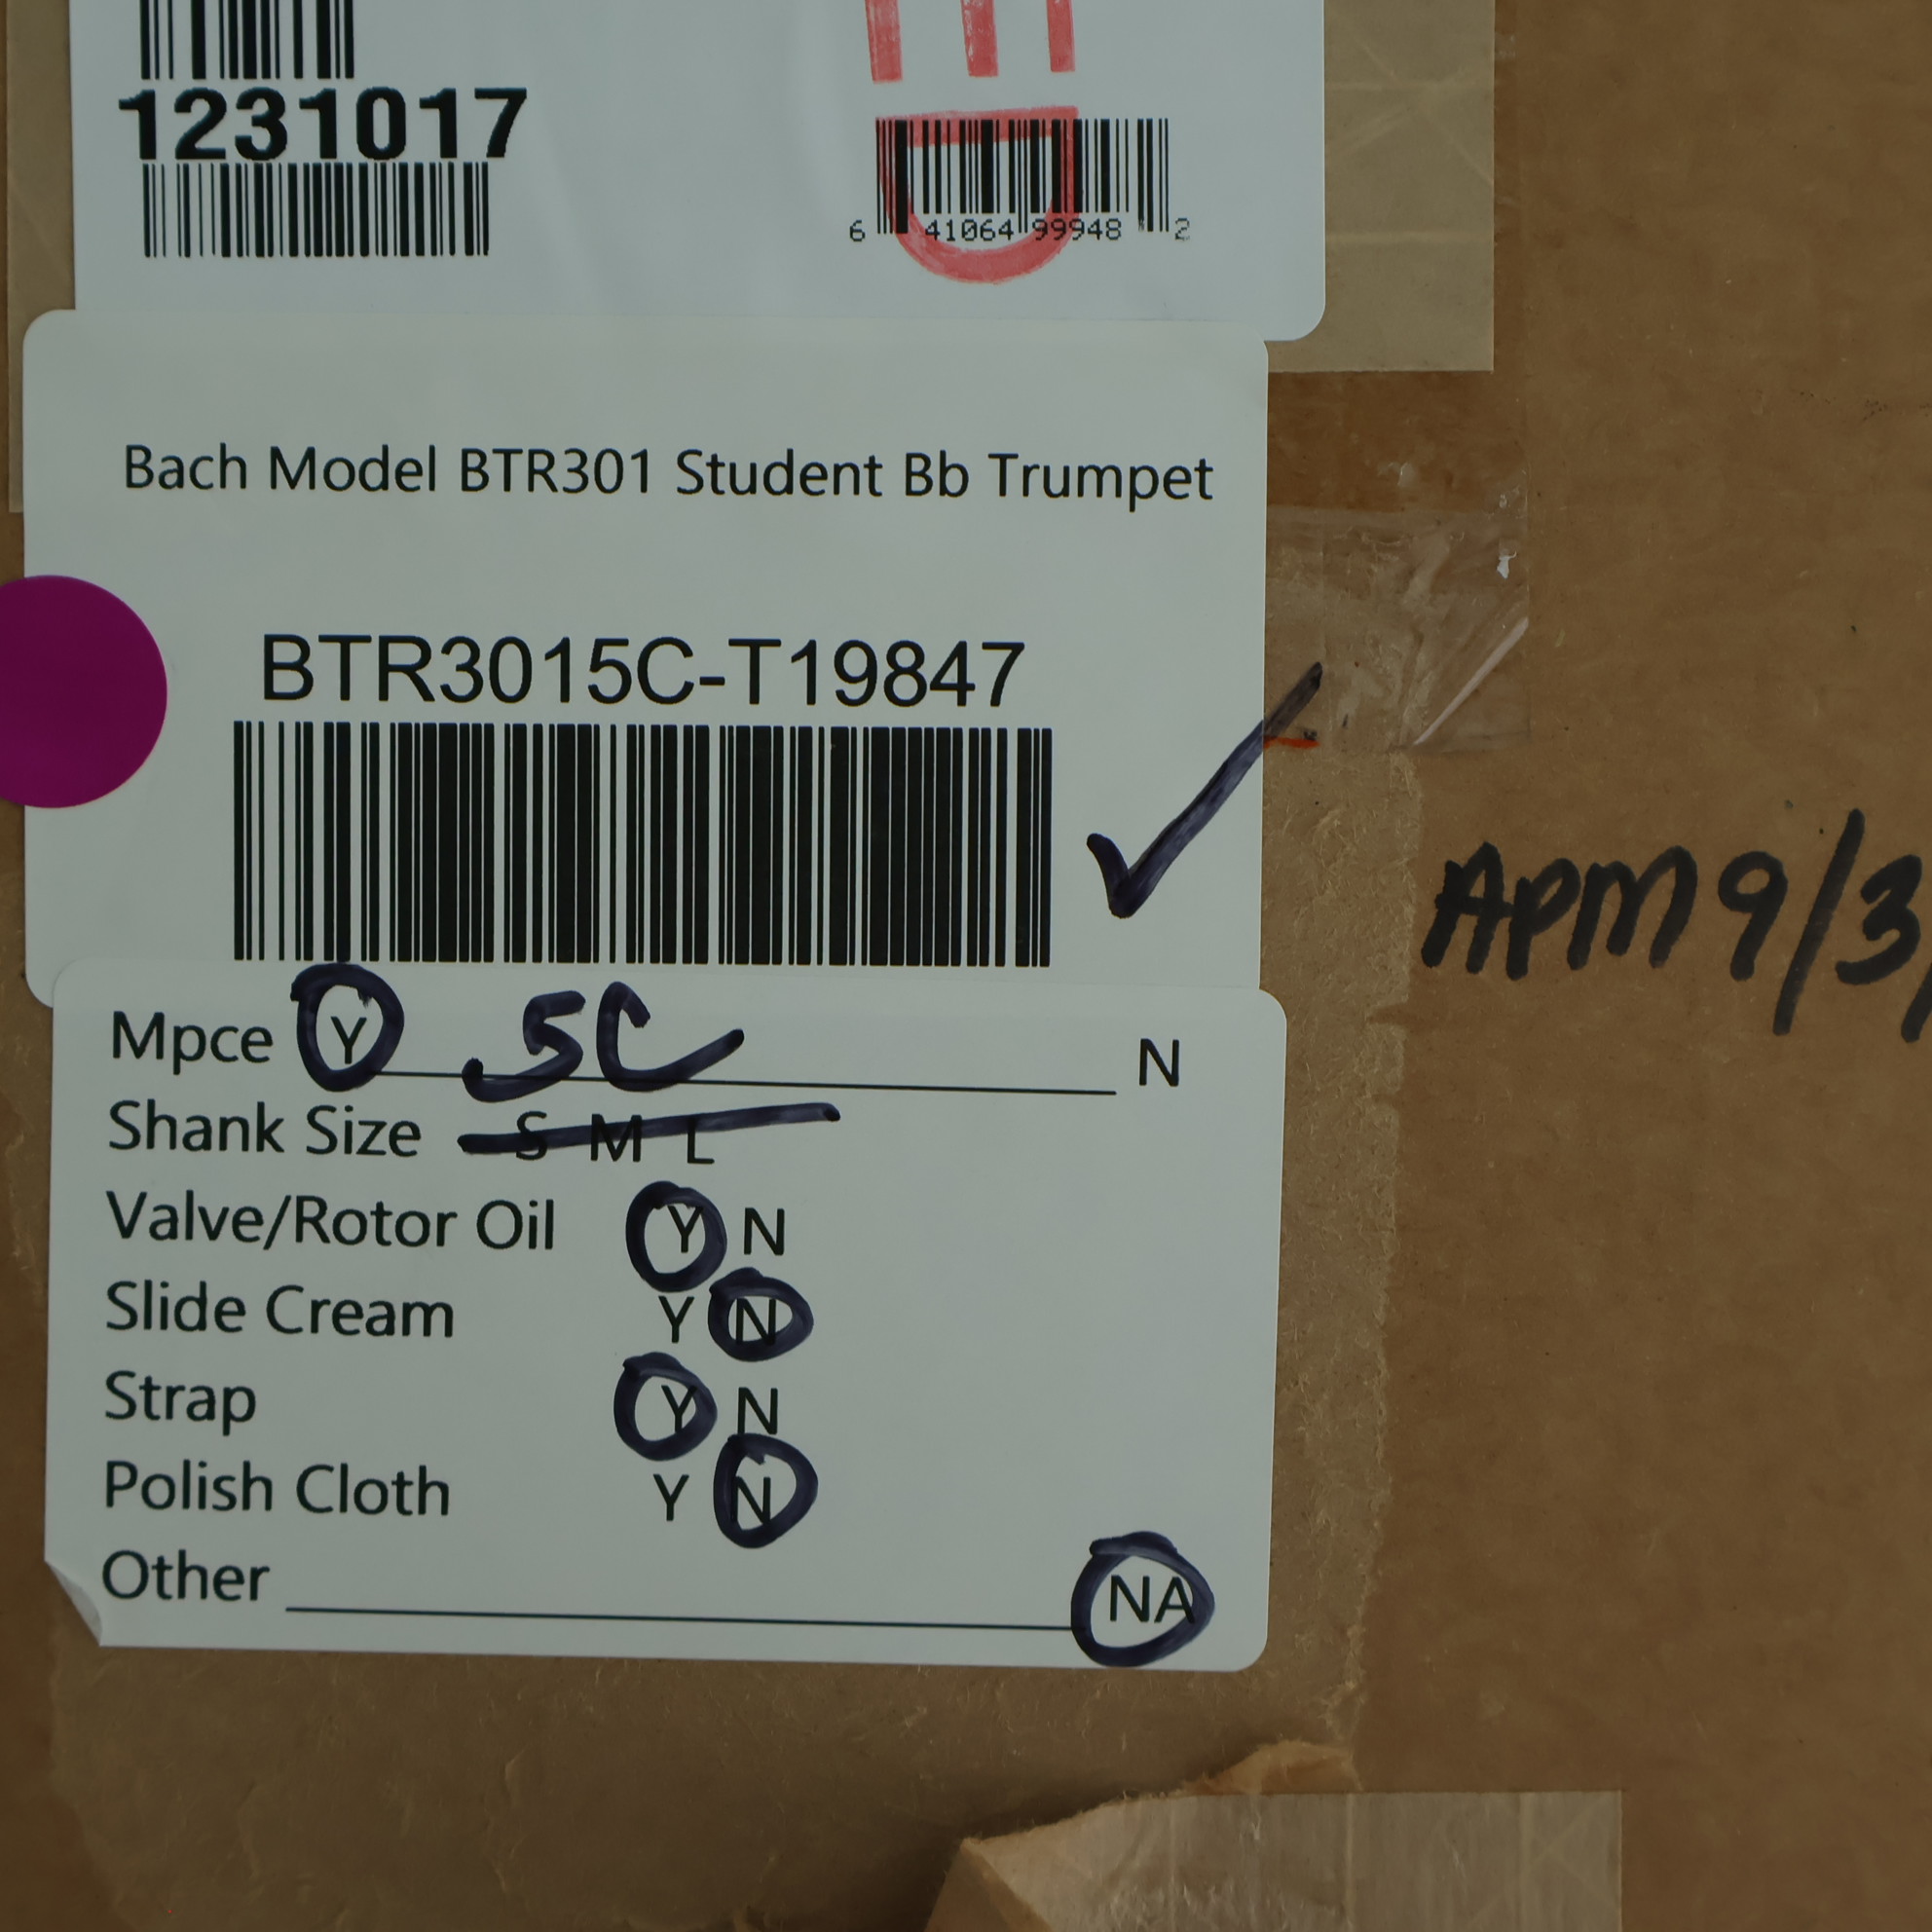 1231017
6 41064 99948 2
Bach Model BTR301 Student Bb Trumpet
BTR3015C-T19847
APM 9/3/
Mpce Y 5C N
Shank Size S M L
Valve/Rotor Oil Y N
Slide Cream Y N
Strap Y N
Polish Cloth Y N
Other NA